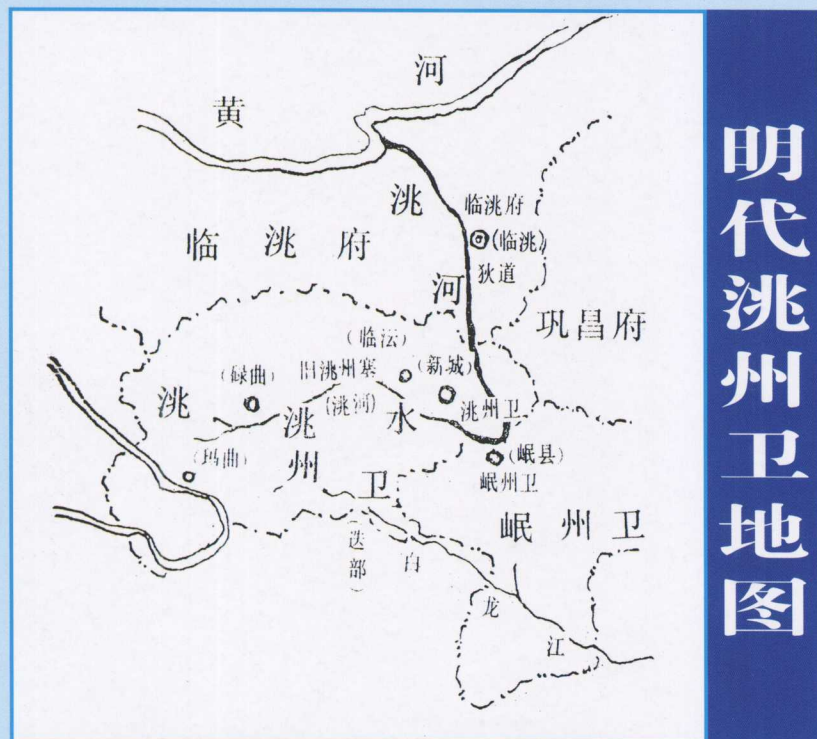 明代洮州卫地图
黄河
洮河
临洮府
(临洮)
狄道
临洮府
巩昌府
(临沄)
(新城)
旧洮州寨
(碌曲)
洮水
(洮河)
洮州卫
洮州卫
(玛曲)
(岷县)
岷州卫
岷州卫
(迭部)
白龙江